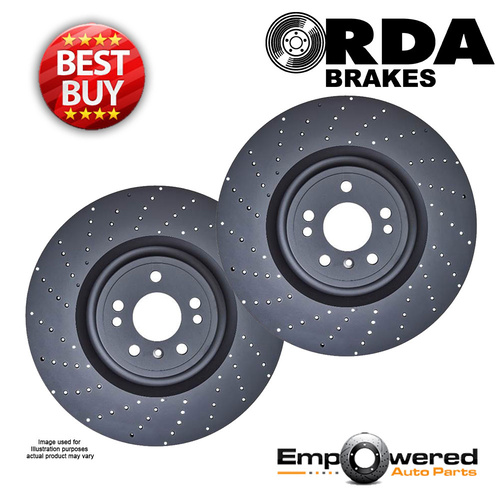 BEST
BUY
RDA
BRAKES
Image used for
illustration purposes
actual product may vary
Empowered
Auto Parts